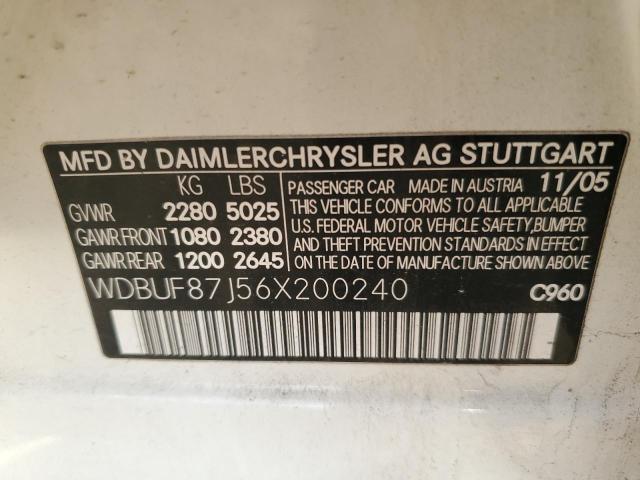 MFD BY DAIMLERCHRYSLER AG STUTTGART
KG LBS
GVWR 2280 5025
GAWR.FRONT 1080 2380
GAWR.REAR 1200 2645
PASSENGER CAR MADE IN AUSTRIA 11/05
THIS VEHICLE CONFORMS TO ALL APPLICABLE
U.S. FEDERAL MOTOR VEHICLE SAFETY,BUMPER
AND THEFT PREVENTION STANDARDS IN EFFECT
ON THE DATE OF MANUFACTURE SHOWN ABOVE
WDBUF87J56X200240 C960